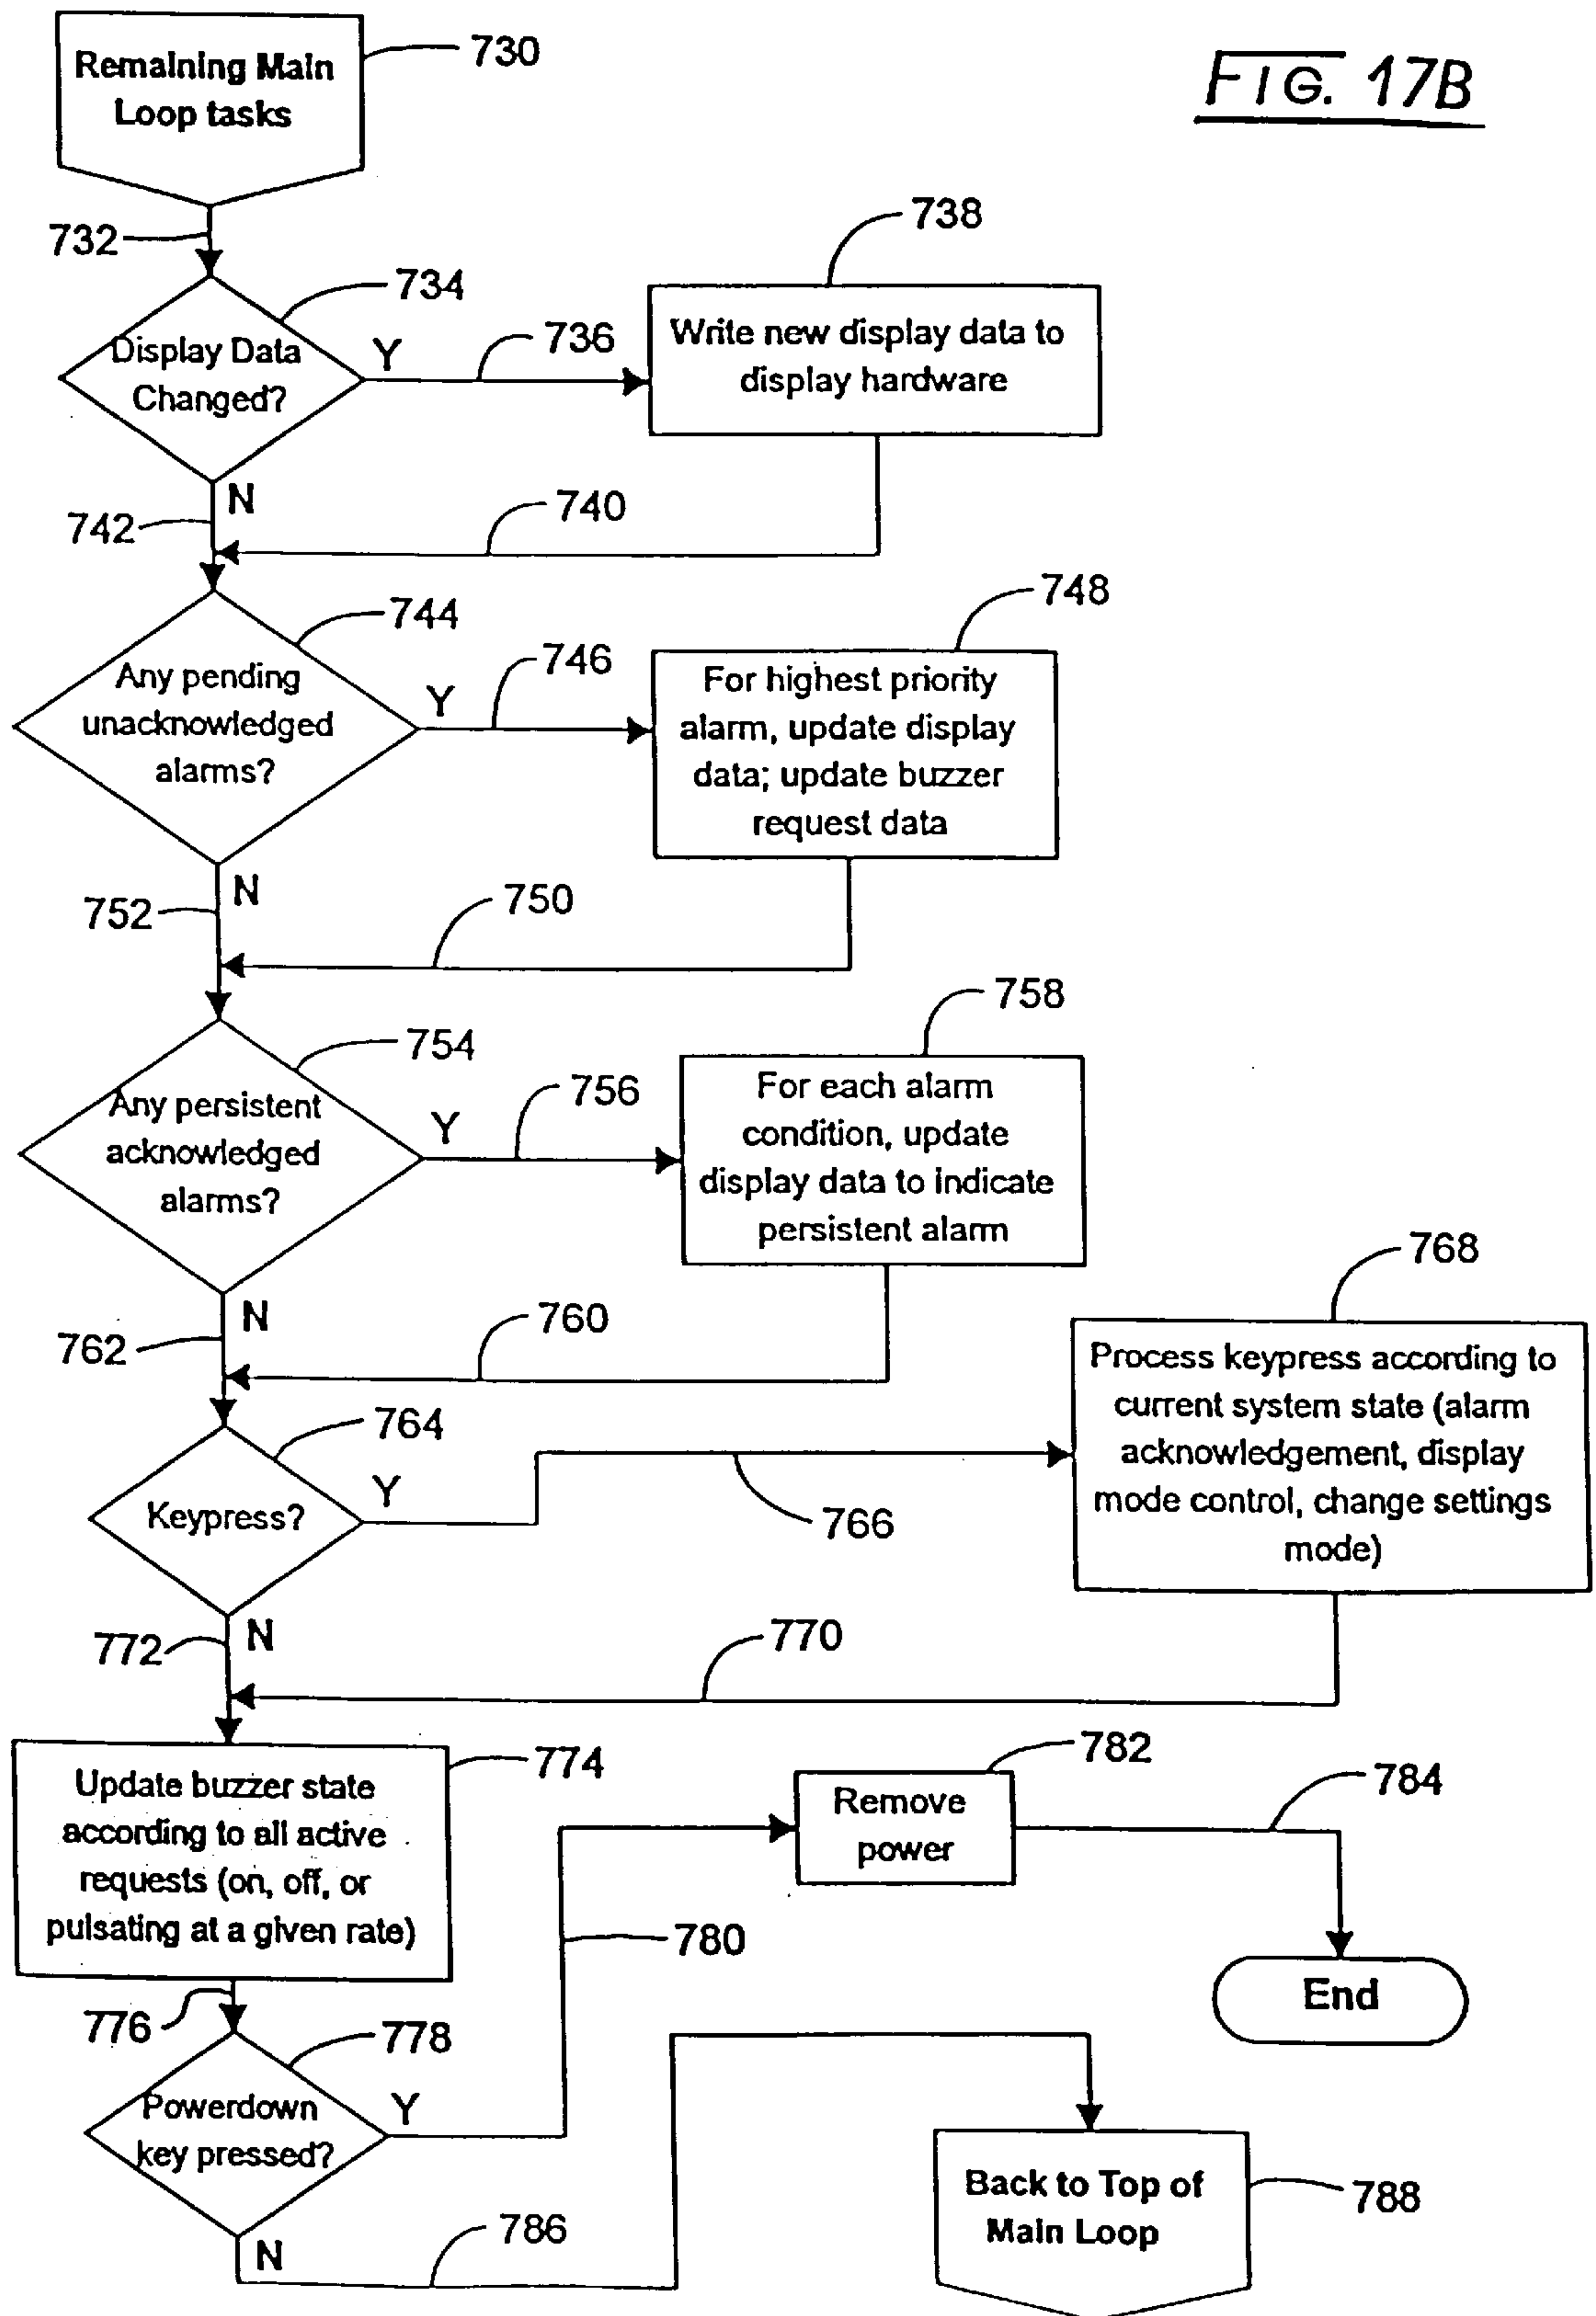 Remaining Main
Loop tasks
730
FIG. 17B
732
734
Display Data
Changed?
Y
736
738
Write new display data to
display hardware
N
742
740
744
Any pending
unacknowledged
alarms?
Y
746
748
For highest priority
alarm, update display
data; update buzzer
request data
N
752
750
754
Any persistent
acknowledged
alarms?
Y
756
758
For each alarm
condition, update
display data to indicate
persistent alarm
N
762
760
764
Keypress?
Y
766
768
Process keypress according to
current system state (alarm
acknowledgement, display
mode control, change settings
mode)
N
772
770
774
Update buzzer state
according to all active
requests (on, off, or
pulsating at a given rate)
776
778
Powerdown
key pressed?
Y
780
782
Remove
power
784
End
N
786
Back to Top of
Main Loop
788